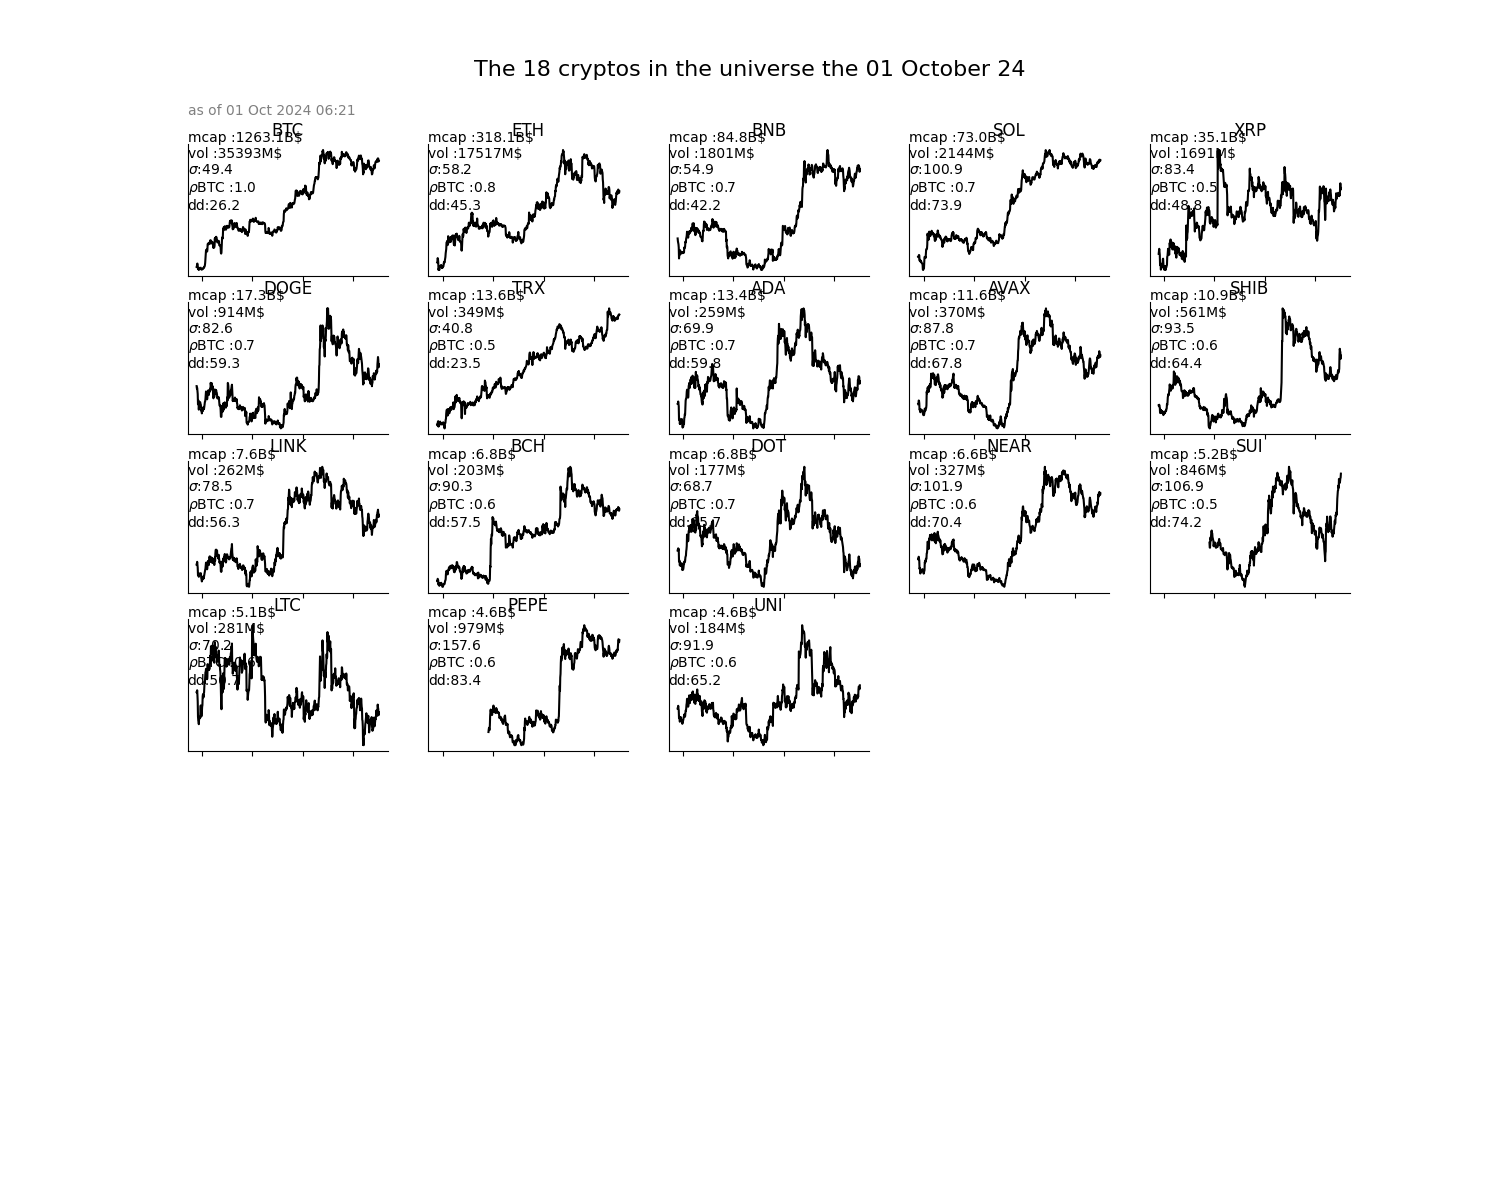 The 18 cryptos in the universe the 01 October 24
as of 01 Oct 2024 06:21
BTC
mcap :1263.1B$
vol :35393M$
σ:49.4
ρBTC :1.0
dd:26.2
ETH
mcap :318.1B$
vol :17517M$
σ:58.2
ρBTC :0.8
dd:45.3
BNB
mcap :84.8B$
vol :1801M$
σ:54.9
ρBTC :0.7
dd:42.2
SOL
mcap :73.0B$
vol :2144M$
σ:100.9
ρBTC :0.7
dd:73.9
XRP
mcap :35.1B$
vol :1691M$
σ:83.4
ρBTC :0.5
dd:48.8
DOGE
mcap :17.3B$
vol :914M$
σ:82.6
ρBTC :0.7
dd:59.3
TRX
mcap :13.6B$
vol :349M$
σ:40.8
ρBTC :0.5
dd:23.5
ADA
mcap :13.4B$
vol :259M$
σ:69.9
ρBTC :0.7
dd:59.8
AVAX
mcap :11.6B$
vol :370M$
σ:87.8
ρBTC :0.7
dd:67.8
SHIB
mcap :10.9B$
vol :561M$
σ:93.5
ρBTC :0.6
dd:64.4
LINK
mcap :7.6B$
vol :262M$
σ:78.5
ρBTC :0.7
dd:56.3
BCH
mcap :6.8B$
vol :203M$
σ:90.3
ρBTC :0.6
dd:57.5
DOT
mcap :6.8B$
vol :177M$
σ:68.7
ρBTC :0.7
NEAR
mcap :6.6B$
vol :327M$
σ:101.9
ρBTC :0.6
dd:70.4
SUI
mcap :5.2B$
vol :846M$
σ:106.9
ρBTC :0.5
dd:74.2
LTC
mcap :5.1B$
vol :281M$
σ:70.2
PEPE
mcap :4.6B$
vol :979M$
σ:157.6
ρBTC :0.6
dd:83.4
UNI
mcap :4.6B$
vol :184M$
σ:91.9
ρBTC :0.6
dd:65.2